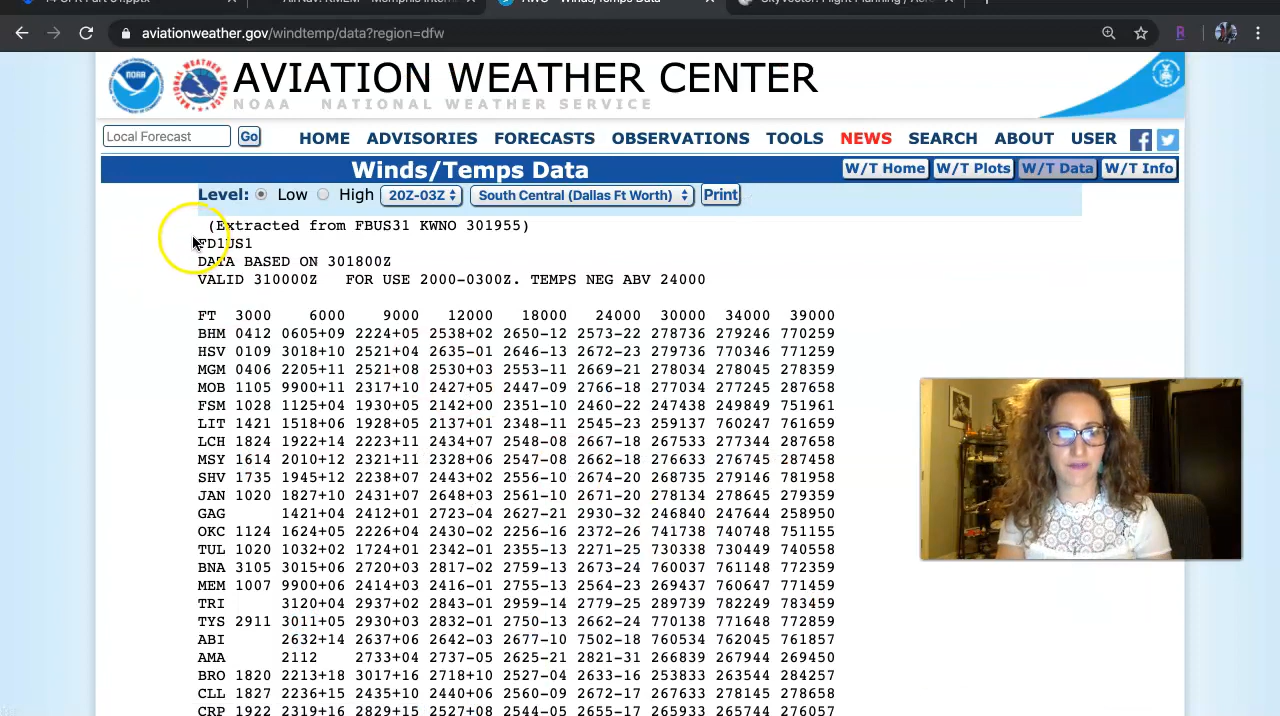 aviationweather.gov/windtemp/data?region=dfw
AVIATION WEATHER CENTER
NOAA NATIONAL WEATHER SERVICE
Local Forecast Go HOME ADVISORIES FORECASTS OBSERVATIONS TOOLS NEWS SEARCH ABOUT USER
Winds/Temps Data W/T Home W/T Plots W/T Data W/T Info
Level: Low High 20Z-03Z South Central (Dallas Ft Worth) Print
(Extracted from FBUS31 KWNO 301955)
FD1US1
DATA BASED ON 301800Z
VALID 310000Z FOR USE 2000-0300Z. TEMPS NEG ABV 24000
FT 3000 6000 9000 12000 18000 24000 30000 34000 39000
BHM 0412 0605+09 2224+05 2538+02 2650-12 2573-22 278736 279246 770259
HSV 0109 3018+10 2521+04 2635-01 2646-13 2672-23 279736 770346 771259
MGM 0406 2205+11 2521+08 2530+03 2553-11 2669-21 278034 278045 278359
MOB 1105 9900+11 2317+10 2427+05 2447-09 2766-18 277034 277245 287658
FSM 1028 1125+04 1930+05 2142+00 2351-10 2460-22 247438 249849 751961
LIT 1421 1518+06 1928+05 2137+01 2348-11 2545-23 259137 760247 761659
LCH 1824 1922+14 2223+11 2434+07 2548-08 2667-18 267533 277344 287658
MSY 1614 2010+12 2321+11 2328+06 2547-08 2662-18 276633 276745 287458
SHV 1735 1945+12 2238+07 2443+02 2556-10 2674-20 268735 279146 781958
JAN 1020 1827+10 2431+07 2648+03 2561-10 2671-20 278134 278645 279359
GAG 1421+04 2412+01 2723-04 2627-21 2930-32 246840 247644 258950
OKC 1124 1624+05 2226+04 2430-02 2256-16 2372-26 741738 740748 751155
TUL 1020 1032+02 1724+01 2342-01 2355-13 2271-25 730338 730449 740558
BNA 3105 3015+06 2720+03 2817-02 2759-13 2673-24 760037 761148 772359
MEM 1007 9900+06 2414+03 2416-01 2755-13 2564-23 269437 760647 771459
TRI 3120+04 2937+02 2843-01 2959-14 2779-25 289739 782249 783459
TYS 2911 3011+05 2930+03 2832-01 2750-13 2662-24 770138 771648 772859
ABI 2632+14 2637+06 2642-03 2677-10 7502-18 760534 762045 761857
AMA 2112 2733+04 2737-05 2625-21 2821-31 266839 267944 269450
BRO 1820 2213+18 3017+16 2718+10 2527-04 2633-16 253833 263544 284257
CLL 1827 2236+15 2435+10 2440+06 2560-09 2672-17 267633 278145 278658
CRP 1922 2319+16 2829+15 2527+08 2544-05 2655-17 265933 265744 276057